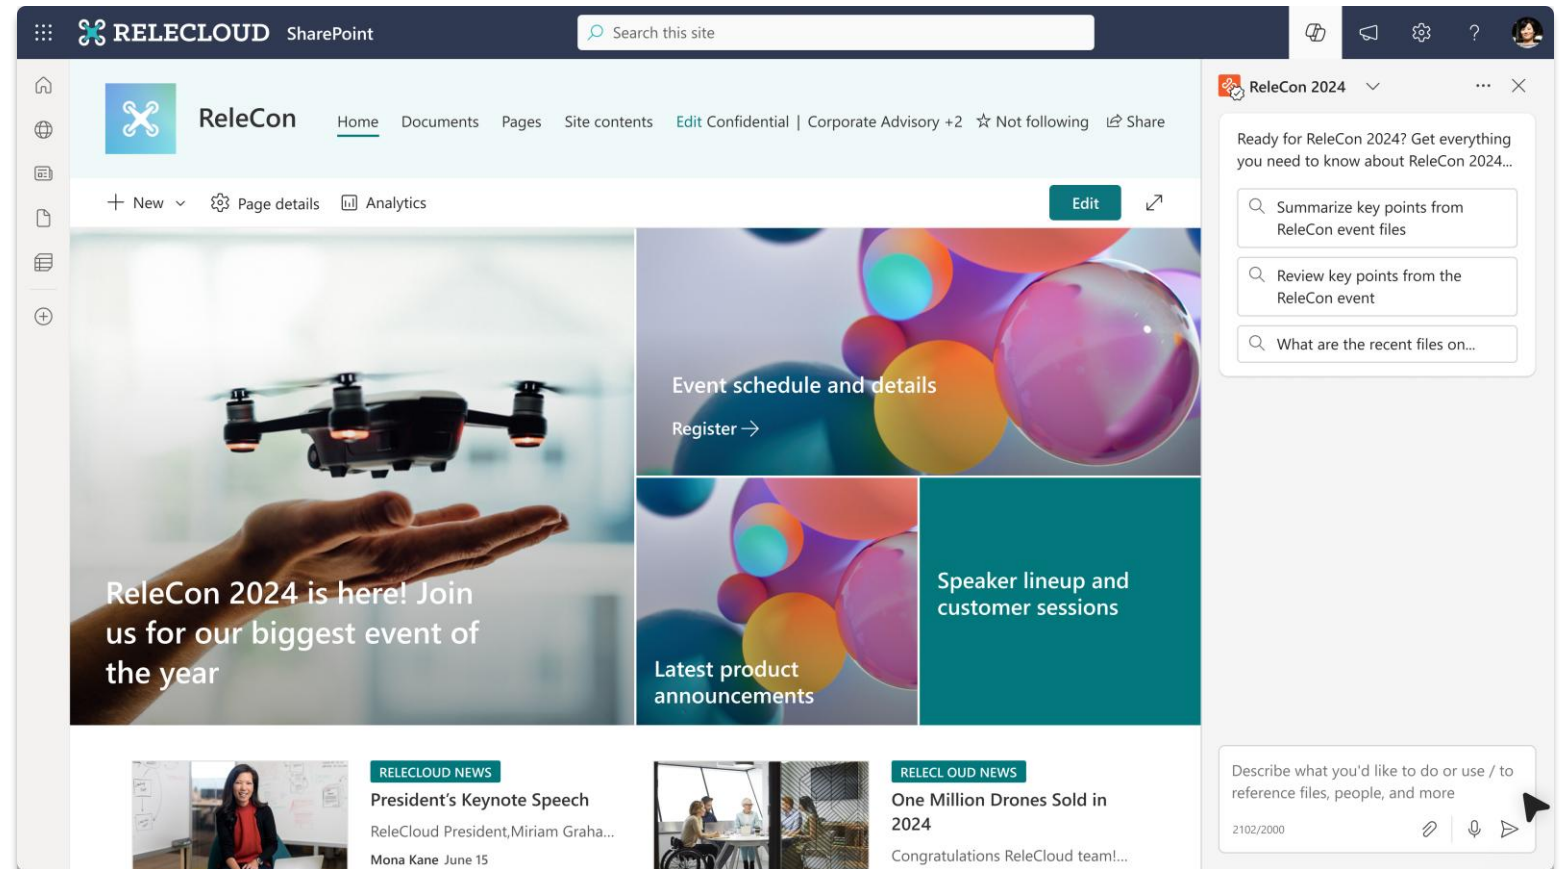 RELECLOUD SharePoint
Search this site
?
ReleCon
Home Documents Pages Site contents Edit Confidential | Corporate Advisory +2 Not following Share
+ New Page details Analytics
Edit
ReleCon 2024 is here! Join
us for our biggest event of
the year
Event schedule and details
Register →
Latest product
announcements
Speaker lineup and
customer sessions
RELECLOUD NEWS
President's Keynote Speech
ReleCloud President,Miriam Graha...
Mona Kane June 15
RELECL OUD NEWS
One Million Drones Sold in
2024
Congratulations ReleCloud team!...
ReleCon 2024
Ready for ReleCon 2024? Get everything
you need to know about ReleCon 2024...
Summarize key points from
ReleCon event files
Review key points from the
ReleCon event
What are the recent files on...
Describe what you'd like to do or use / to
reference files, people, and more
2102/2000